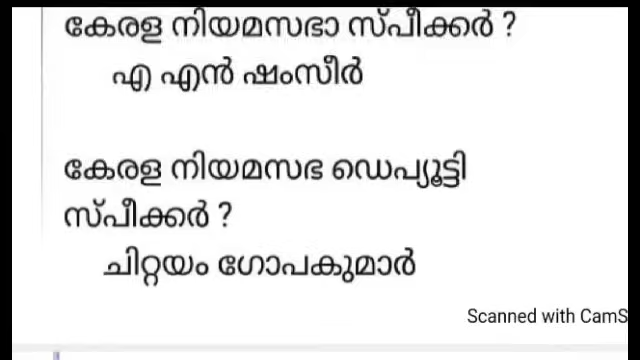 കേരള നിയമസഭാ സ്പീക്കർ ?
എ എൻ ഷംസീർ
കേരള നിയമസഭ ഡെപ്യൂട്ടി
സ്പീക്കർ ?
ചിറ്റയം ഗോപകുമാർ
Scanned with CamS